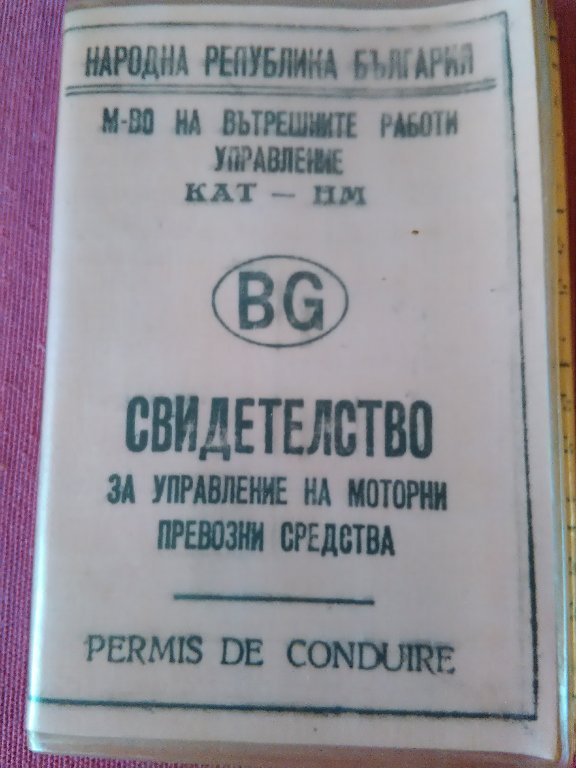 НАРОДНА РЕПУБЛИКА БЪЛГАРИЯ
М-ВО НА ВЪТРЕШНИТЕ РАБОТИ
УПРАВЛЕНИЕ
КАТ — НМ
BG
СВИДЕТЕЛСТВО
ЗА УПРАВЛЕНИЕ НА МОТОРНИ
ПРЕВОЗНИ СРЕДСТВА
PERMIS DE CONDUIRE